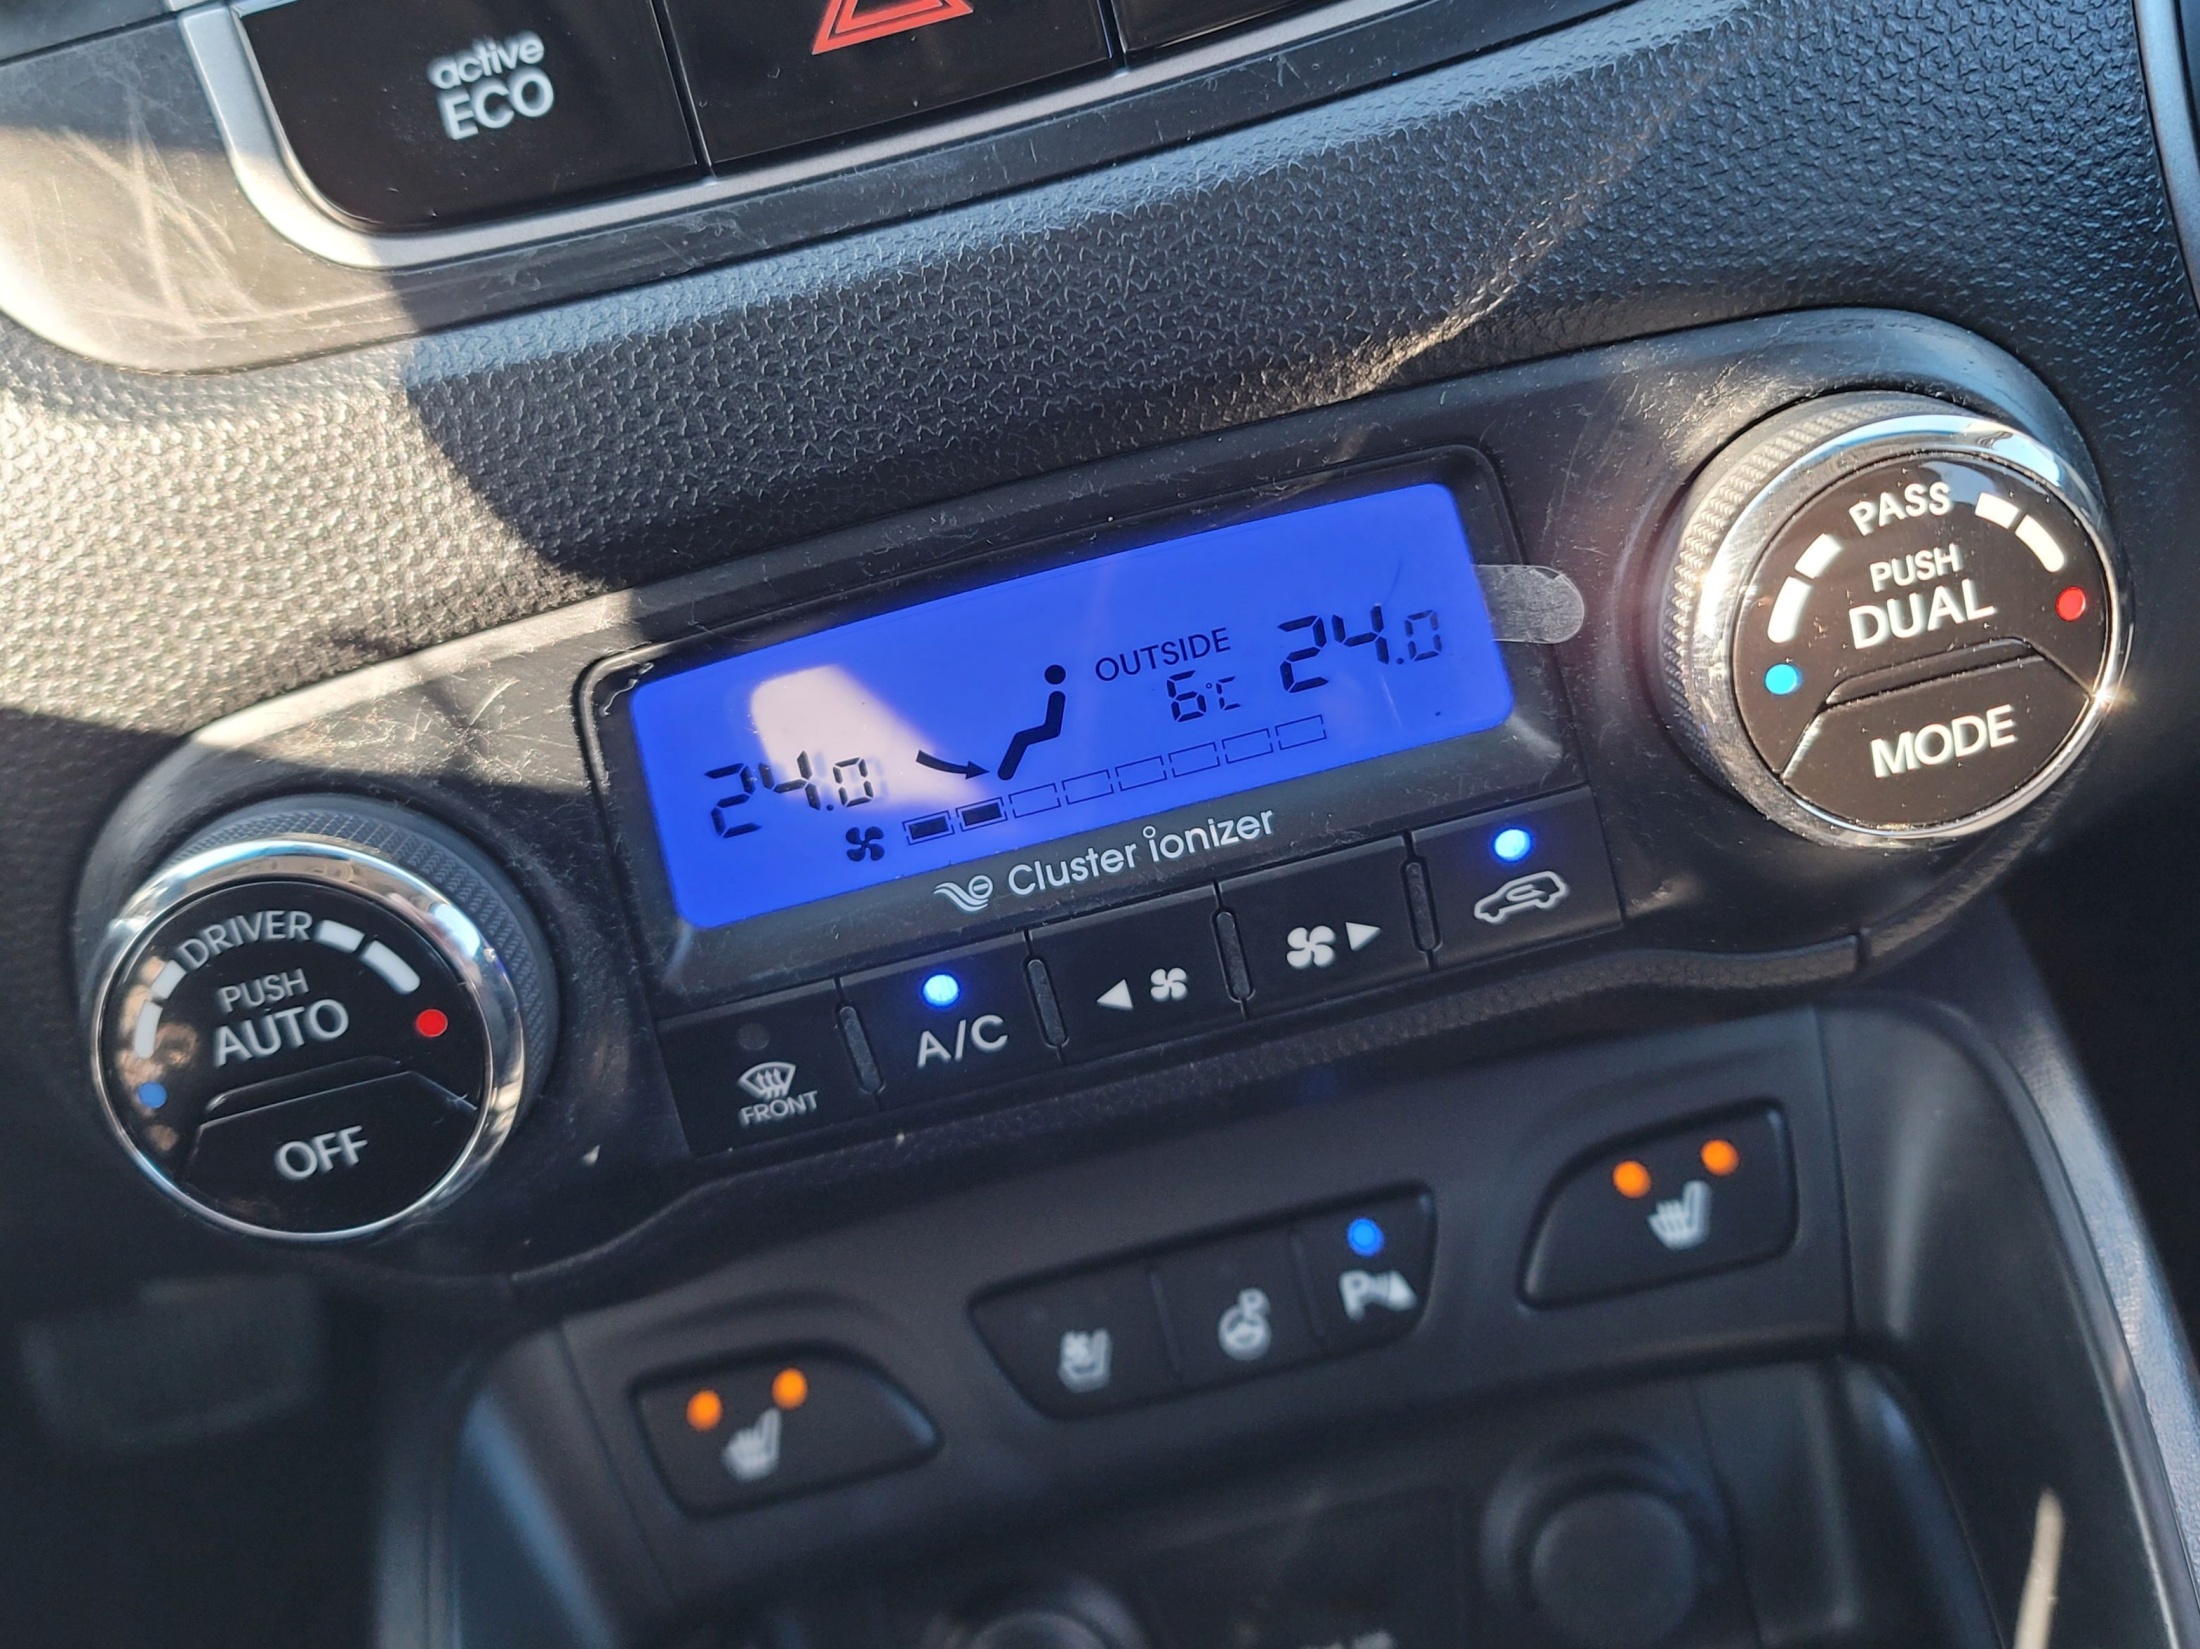 active
ECO
PASS
PUSH
DUAL
MODE
OUTSIDE
24.0
6°C
24.0
Cluster ionizer
DRIVER
PUSH
AUTO
OFF
A/C
FRONT
P